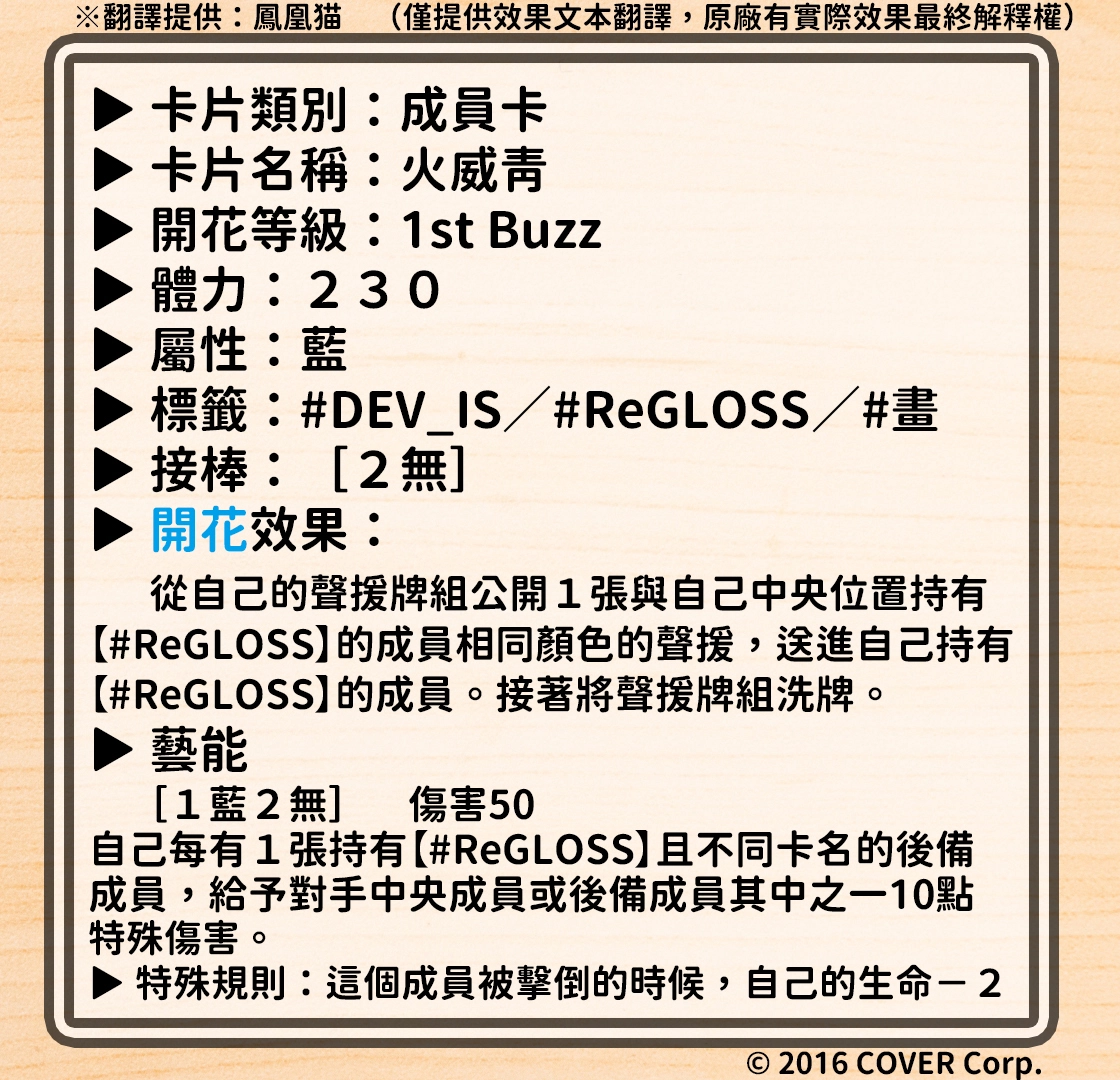 ※翻譯提供：鳳凰猫　（僅提供效果文本翻譯，原廠有實際效果最終解釋權）
▶ 卡片類別：成員卡
▶ 卡片名稱：火威青
▶ 開花等級：1st Buzz
▶ 體力：２３０
▶ 屬性：藍
▶ 標籤：#DEV_IS／#ReGLOSS／#畫
▶ 接棒：［２無］
▶ 開花效果：
從自己的聲援牌組公開１張與自己中央位置持有
【#ReGLOSS】的成員相同顏色的聲援，送進自己持有
【#ReGLOSS】的成員。接著將聲援牌組洗牌。
▶ 藝能
［１藍２無］　傷害50
自己每有１張持有【#ReGLOSS】且不同卡名的後備
成員，給予對手中央成員或後備成員其中之一10點
特殊傷害。
▶ 特殊規則：這個成員被擊倒的時候，自己的生命－２
© 2016 COVER Corp.